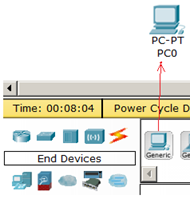 PC-PT
PC0
Time: 00:08:04 Power Cycle D
End Devices
Generic